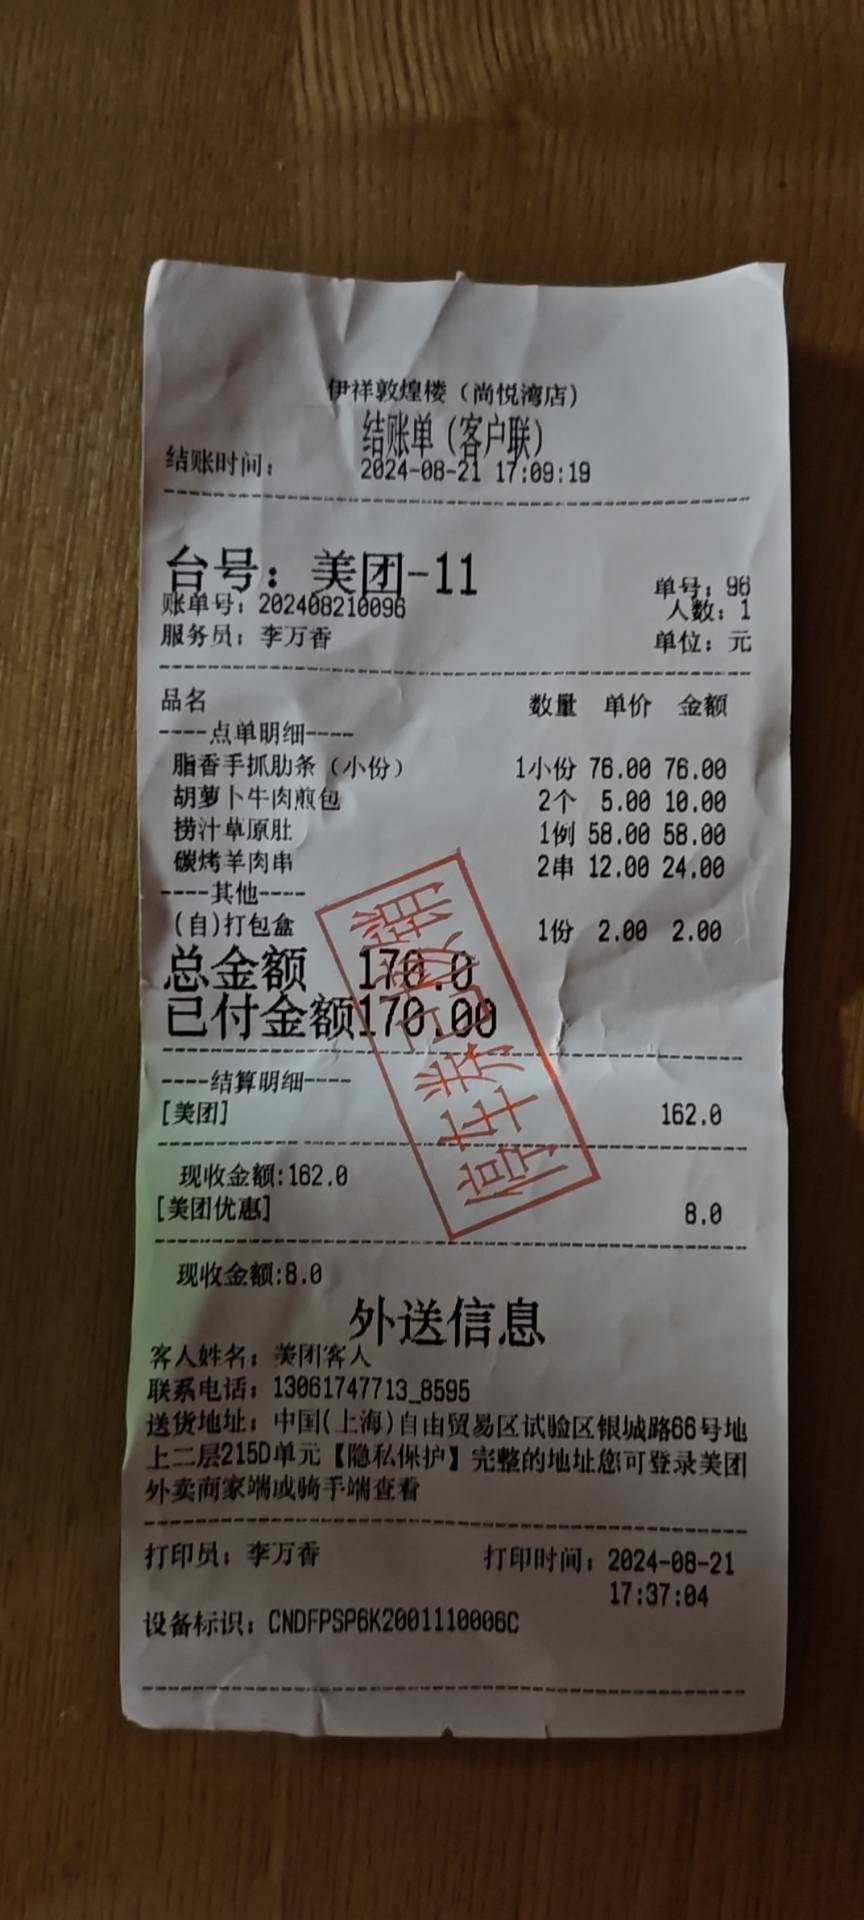 伊祥敦煌楼（尚悦湾店）
结账单（客户联）
结账时间： 2024-08-21 17:09:19
台号：美团-11 单号：96
账单号：202408210096 人数：1
服务员：李万香 单位：元
品名 数量 单价 金额
----点单明细----
脂香手抓肋条（小份） 1小份 76.00 76.00
胡萝卜牛肉煎包 2个 5.00 10.00
捞汁草原肚 1例 58.00 58.00
碳烤羊肉串 2串 12.00 24.00
----其他----
(自)打包盒 1份 2.00 2.00
总金额 170.0
已付金额170.00
----结算明细----
[美团] 162.0
现收金额:162.0
[美团优惠] 8.0
现收金额:8.0
外送信息
客人姓名：美团客人
联系电话：13061747713_8595
送货地址：中国(上海)自由贸易区试验区银城路66号地
上二层215D单元【隐私保护】完整的地址您可登录美团
外卖商家端或骑手端查看
打印员：李万香 打印时间：2024-08-21
17:37:04
设备标识：CNDFPSP6K2001110006C